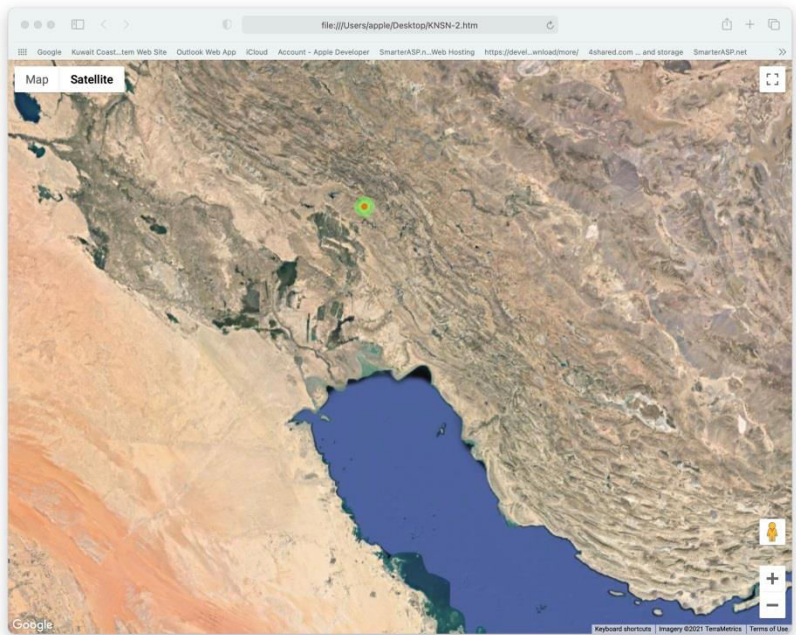 file:///Users/apple/Desktop/KNSN-2.htm
Google Kuwait Coast...tem Web Site Outlook Web App iCloud Account - Apple Developer SmarterASP.n...Web Hosting https://devel...wnload/more/ 4shared.com ... and storage SmarterASP.net
Map Satellite
Google
Keyboard shortcuts Imagery ©2021 TerraMetrics Terms of Use